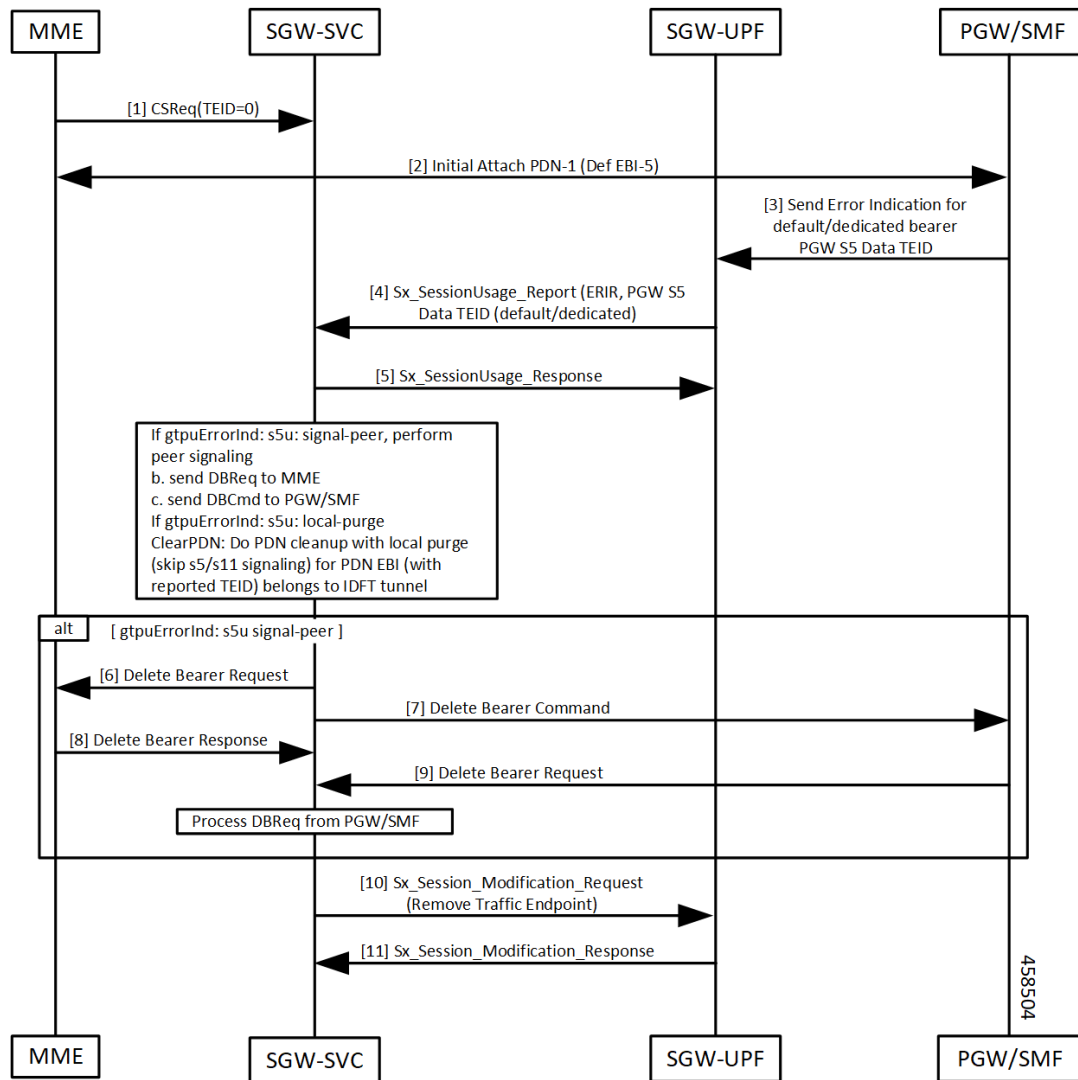 MME
SGW-SVC
SGW-UPF
PGW/SMF
[1] CSReq(TEID=0)
[2] Initial Attach PDN-1 (Def EBI-5)
[3] Send Error Indication for
default/dedicated bearer
PGW S5 Data TEID
[4] Sx_SessionUsage_Report (ERIR, PGW S5
Data TEID (default/dedicated)
[5] Sx_SessionUsage_Response
If gtpuErrorInd: s5u: signal-peer, perform
peer signaling
b. send DBReq to MME
c. send DBCmd to PGW/SMF
If gtpuErrorInd: s5u: local-purge
ClearPDN: Do PDN cleanup with local purge
(skip s5/s11 signaling) for PDN EBI (with
reported TEID) belongs to IDFT tunnel
alt
[ gtpuErrorInd: s5u signal-peer ]
[6] Delete Bearer Request
[7] Delete Bearer Command
[8] Delete Bearer Response
[9] Delete Bearer Request
Process DBReq from PGW/SMF
[10] Sx_Session_Modification_Request
(Remove Traffic Endpoint)
[11] Sx_Session_Modification_Response
458504
MME
SGW-SVC
SGW-UPF
PGW/SMF